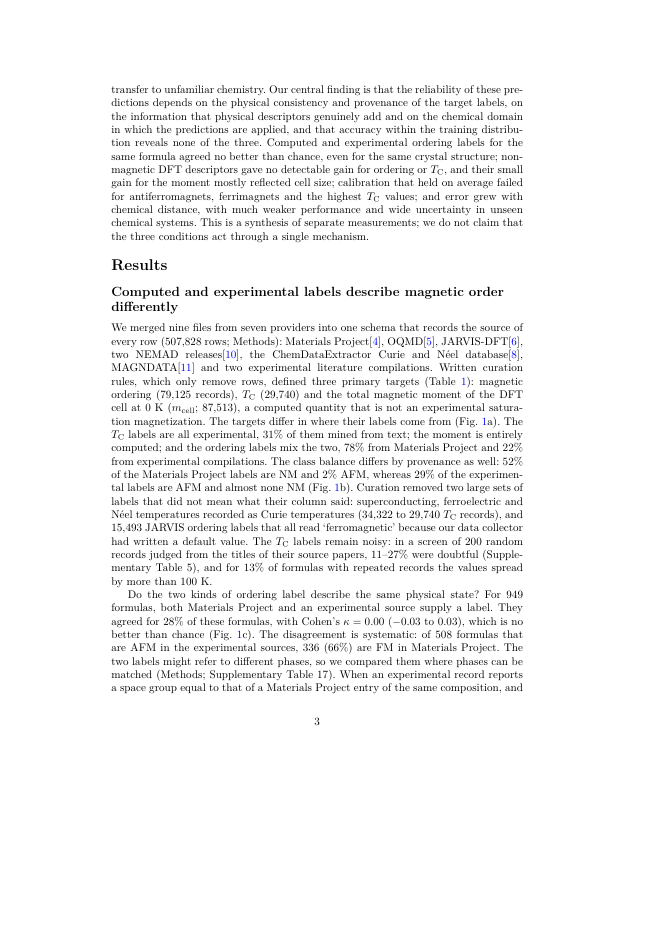 transfer to unfamiliar chemistry. Our central finding is that the reliability of these pre-
dictions depends on the physical consistency and provenance of the target labels, on
the information that physical descriptors genuinely add and on the chemical domain
in which the predictions are applied, and that accuracy within the training distribu-
tion reveals none of the three. Computed and experimental ordering labels for the
same formula agreed no better than chance, even for the same crystal structure; non-
magnetic DFT descriptors gave no detectable gain for ordering or TC, and their small
gain for the moment mostly reflected cell size; calibration that held on average failed
for antiferromagnets, ferrimagnets and the highest TC values; and error grew with
chemical distance, with much weaker performance and wide uncertainty in unseen
chemical systems. This is a synthesis of separate measurements; we do not claim that
the three conditions act through a single mechanism.
Results
Computed and experimental labels describe magnetic order
differently
We merged nine files from seven providers into one schema that records the source of
every row (507,828 rows; Methods): Materials Project[4], OQMD[5], JARVIS-DFT[6],
two NEMAD releases[10], the ChemDataExtractor Curie and Néel database[8],
MAGNDATA[11] and two experimental literature compilations. Written curation
rules, which only remove rows, defined three primary targets (Table 1): magnetic
ordering (79,125 records), TC (29,740) and the total magnetic moment of the DFT
cell at 0 K (mcell; 87,513), a computed quantity that is not an experimental satura-
tion magnetization. The targets differ in where their labels come from (Fig. 1a). The
TC labels are all experimental, 31% of them mined from text; the moment is entirely
computed; and the ordering labels mix the two, 78% from Materials Project and 22%
from experimental compilations. The class balance differs by provenance as well: 52%
of the Materials Project labels are NM and 2% AFM, whereas 29% of the experimen-
tal labels are AFM and almost none NM (Fig. 1b). Curation removed two large sets of
labels that did not mean what their column said: superconducting, ferroelectric and
Néel temperatures recorded as Curie temperatures (34,322 to 29,740 TC records), and
15,493 JARVIS ordering labels that all read ‘ferromagnetic’ because our data collector
had written a default value. The TC labels remain noisy: in a screen of 200 random
records judged from the titles of their source papers, 11–27% were doubtful (Supple-
mentary Table 5), and for 13% of formulas with repeated records the values spread
by more than 100 K.
Do the two kinds of ordering label describe the same physical state? For 949
formulas, both Materials Project and an experimental source supply a label. They
agreed for 28% of these formulas, with Cohen’s κ = 0.00 (−0.03 to 0.03), which is no
better than chance (Fig. 1c). The disagreement is systematic: of 508 formulas that
are AFM in the experimental sources, 336 (66%) are FM in Materials Project. The
two labels might refer to different phases, so we compared them where phases can be
matched (Methods; Supplementary Table 17). When an experimental record reports
a space group equal to that of a Materials Project entry of the same composition, and
3